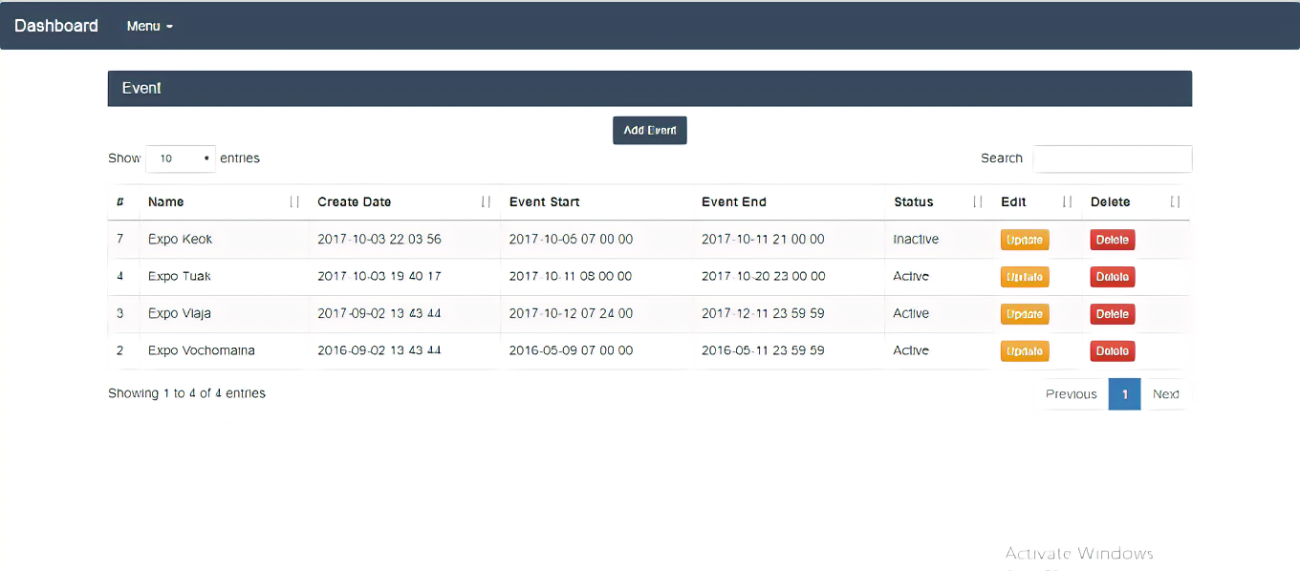 Dashboard Menu
Event
Add Event
Show 10 entries Search
# Name Create Date Event Start Event End Status Edit Delete
7 Expo Keok 2017-10-03 22 03 56 2017-10-05 07 00 00 2017-10-11 21 00 00 Inactive Update Delete
4 Expo Tuak 2017-10-03 19 40 17 2017-10-11 08 00 00 2017-10-20 23 00 00 Active Update Delete
3 Expo Vlaja 2017-09-02 13 43 44 2017-10-12 07 24 00 2017-12-11 23 59 59 Active Update Delete
2 Expo Vochomaina 2016-09-02 13 43 44 2016-05-09 07 00 00 2016-05-11 23 59 59 Active Update Delete
Showing 1 to 4 of 4 entries Previous 1 Next
Activate Windows